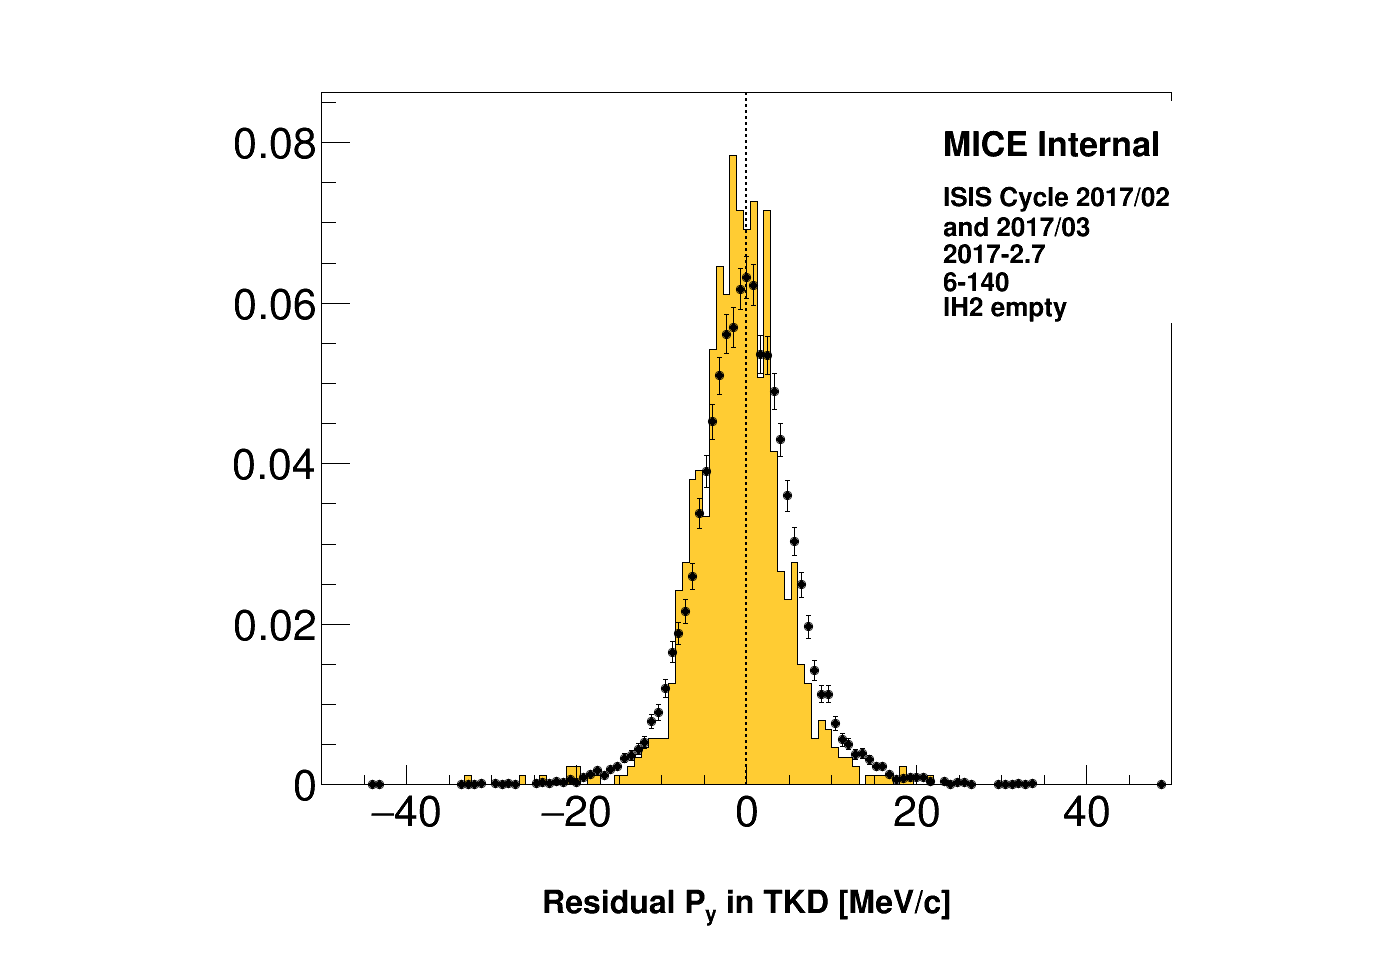 MICE Internal
ISIS Cycle 2017/02
and 2017/03
2017-2.7
6-140
IH2 empty
0.08
0.06
0.04
0.02
0
−40 −20 0 20 40
Residual Py in TKD [MeV/c]